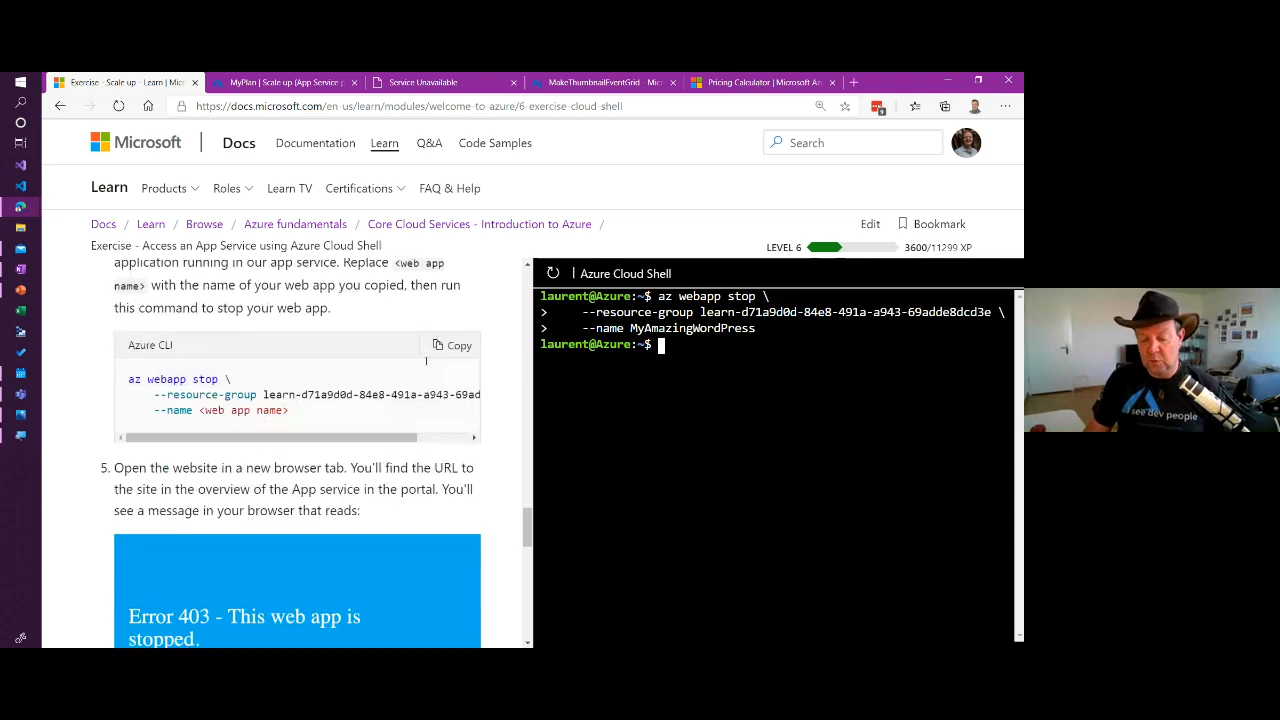 Exercise - Scale up - Learn | Micr
MyPlan | Scale up (App Service p
Service Unavailable
MakeThumbnailEventGrid - Micr
Pricing Calculator | Microsoft Az
https://docs.microsoft.com/en-us/learn/modules/welcome-to-azure/6-exercise-cloud-shell
Microsoft
Docs
Documentation
Learn
Q&A
Code Samples
Search
Learn
Products
Roles
Learn TV
Certifications
FAQ & Help
Docs / Learn / Browse / Azure fundamentals / Core Cloud Services - Introduction to Azure /
Edit
Bookmark
Exercise - Access an App Service using Azure Cloud Shell
LEVEL 6
3600/11299 XP
application running in our app service. Replace <web app
name> with the name of your web app you copied, then run
this command to stop your web app.
Azure CLI
Copy
az webapp stop \
--resource-group learn-d71a9d0d-84e8-491a-a943-69ad
--name <web app name>
5. Open the website in a new browser tab. You'll find the URL to
the site in the overview of the App service in the portal. You'll
see a message in your browser that reads:
Error 403 - This web app is
stopped.
Azure Cloud Shell
laurent@Azure:~$ az webapp stop \
> --resource-group learn-d71a9d0d-84e8-491a-a943-69adde8dcd3e \
> --name MyAmazingWordPress
laurent@Azure:~$
see dev people